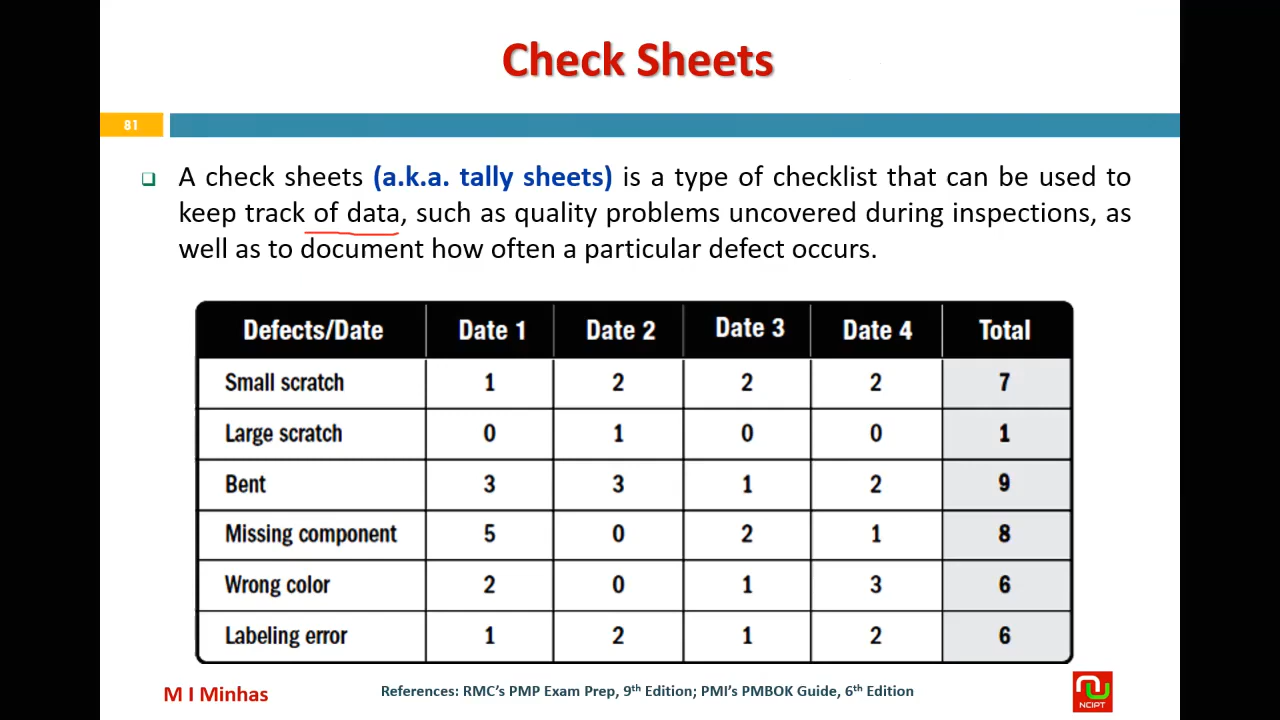 Check Sheets
81
❑ A check sheets (a.k.a. tally sheets) is a type of checklist that can be used to
keep track of data, such as quality problems uncovered during inspections, as
well as to document how often a particular defect occurs.
Defects/Date Date 1 Date 2 Date 3 Date 4 Total
Small scratch 1 2 2 2 7
Large scratch 0 1 0 0 1
Bent 3 3 1 2 9
Missing component 5 0 2 1 8
Wrong color 2 0 1 3 6
Labeling error 1 2 1 2 6
M I Minhas
References: RMC's PMP Exam Prep, 9th Edition; PMI's PMBOK Guide, 6th Edition
NCIPT